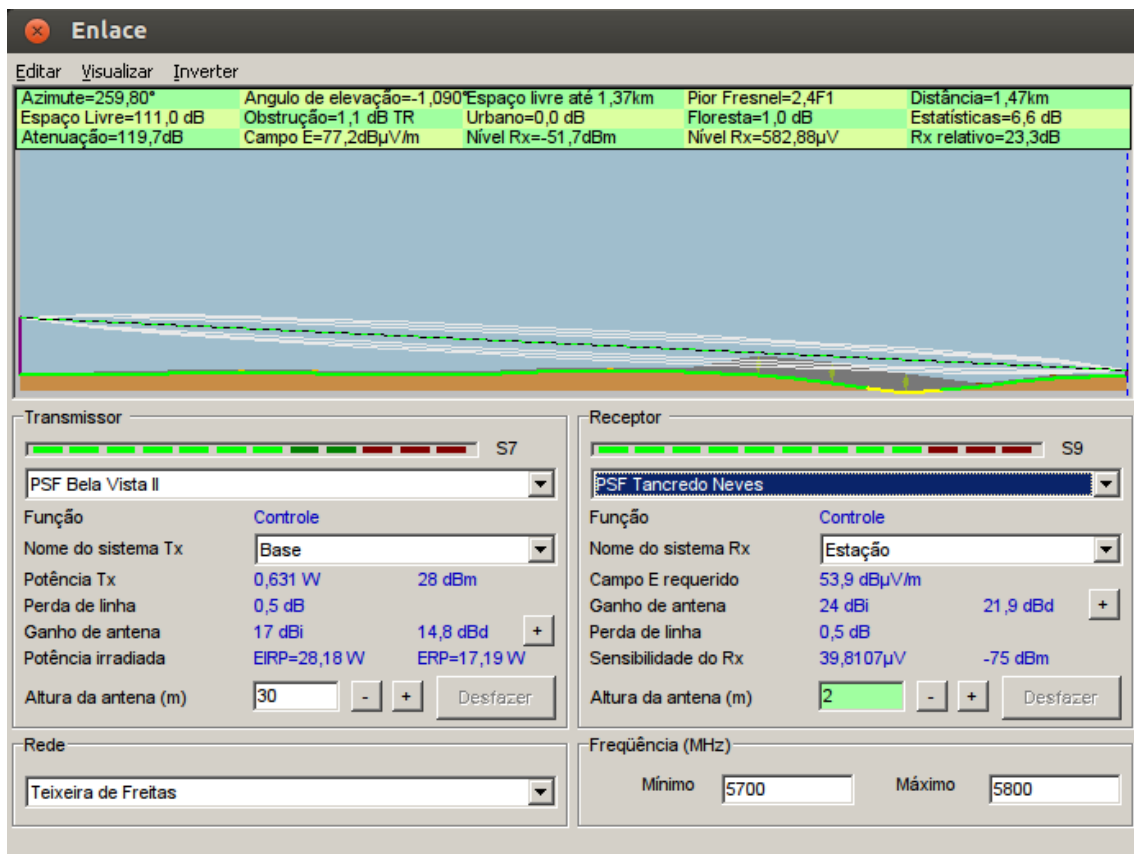 Enlace
Editar Visualizar Inverter
Azimute=259,80° Angulo de elevação=-1,090° Espaço livre até 1,37km Pior Fresnel=2,4F1 Distância=1,47km
Espaço Livre=111,0 dB Obstrução=1,1 dB TR Urbano=0,0 dB Floresta=1,0 dB Estatísticas=6,6 dB
Atenuação=119,7dB Campo E=77,2dBµV/m Nível Rx=-51,7dBm Nível Rx=582,88µV Rx relativo=23,3dB
Transmissor
S7
PSF Bela Vista II
Função Controle
Nome do sistema Tx Base
Potência Tx 0,631 W 28 dBm
Perda de linha 0,5 dB
Ganho de antena 17 dBi 14,8 dBd +
Potência irradiada EIRP=28,18 W ERP=17,19 W
Altura da antena (m) 30 - + Desfazer
Rede
Teixeira de Freitas
Receptor
S9
PSF Tancredo Neves
Função Controle
Nome do sistema Rx Estação
Campo E requerido 53,9 dBµV/m
Ganho de antena 24 dBi 21,9 dBd +
Perda de linha 0,5 dB
Sensibilidade do Rx 39,8107µV -75 dBm
Altura da antena (m) 2 - + Desfazer
Freqüência (MHz)
Mínimo 5700 Máximo 5800